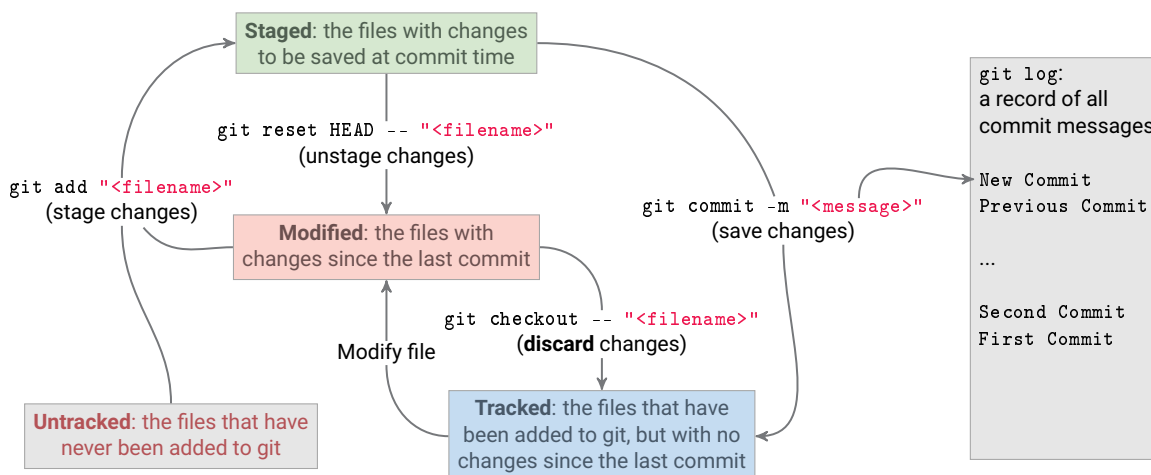 Staged: the files with changes
to be saved at commit time
git reset HEAD -- "<filename>"
(unstage changes)
git add "<filename>"
(stage changes)
Modified: the files with
changes since the last commit
git commit -m "<message>"
(save changes)
git checkout -- "<filename>"
(discard changes)
Modify file
Untracked: the files that have
never been added to git
Tracked: the files that have
been added to git, but with no
changes since the last commit
git log:
a record of all
commit messages
New Commit
Previous Commit
...
Second Commit
First Commit